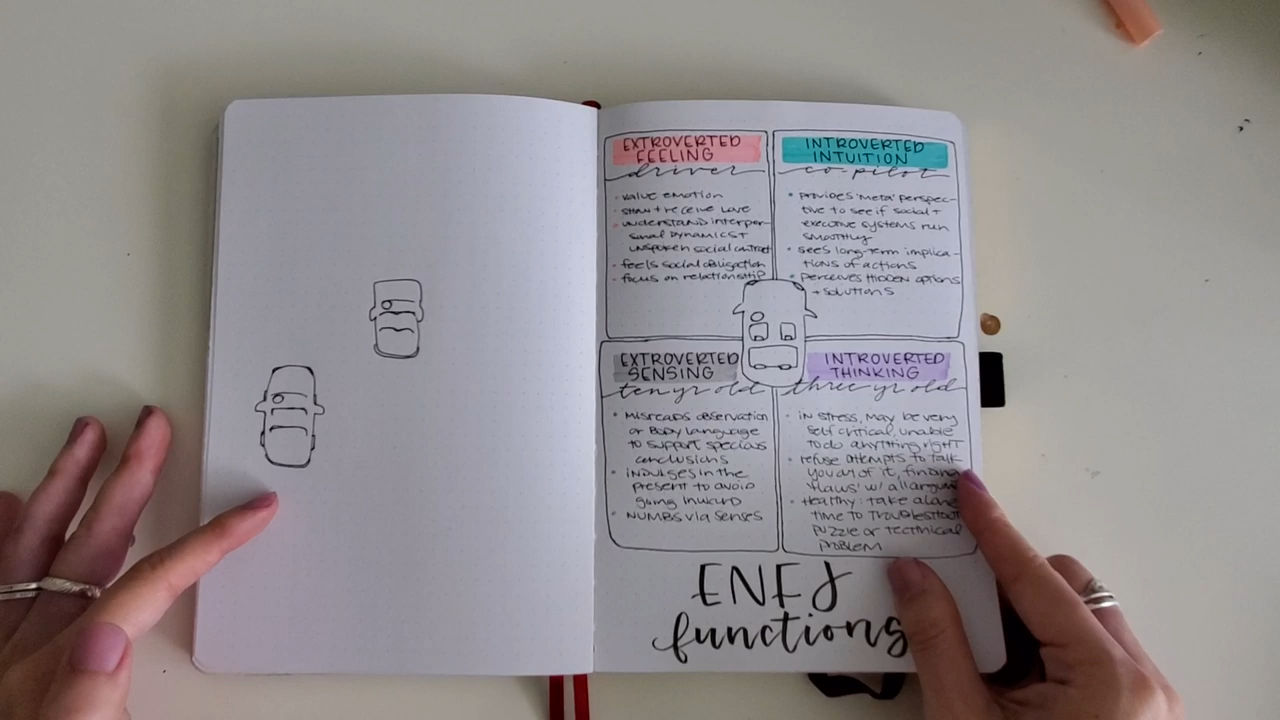 EXTROVERTED
FEELING
driver
• value emotion
• show + receive love
• understand interper-
sonal dynamics +
unspoken social contract
• feels social obligation
• focus on relationship
INTROVERTED
INTUITION
co-pilot
• provides 'meta' perspec-
tive to see if social +
executive systems run
smoothly
• sees long-term implica-
tions of actions
• perceives hidden options
+ solutions
EXTROVERTED
SENSING
ten yr old
• misreads observation
or body language
to support specious
conclusions
• indulges in the
present to avoid
going inward
• numbs via senses
INTROVERTED
THINKING
three yr old
• in stress, may be very
self critical, unable
to do anything right
• refuse attempts to talk
you out of it, finding
'flaws' w/ all
• healthy: take alone
time to troubleshoot
puzzle or technical
problem
ENFJ
functions